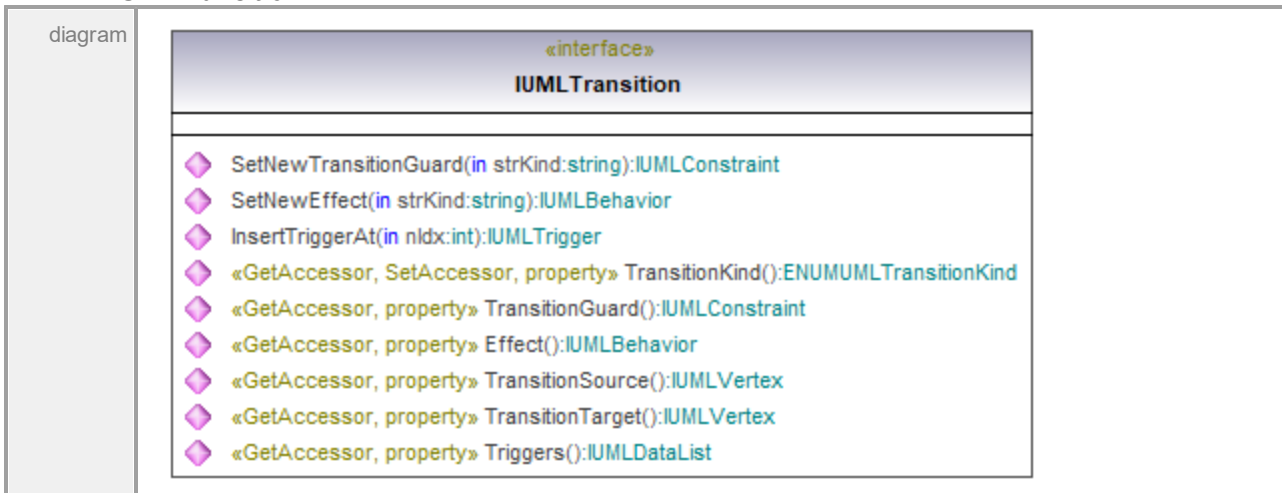 diagram
«interface»
IUMLTransition
SetNewTransitionGuard(in strKind:string):IUMLConstraint
SetNewEffect(in strKind:string):IUMLBehavior
InsertTriggerAt(in nIdx:int):IUMLTrigger
«GetAccessor, SetAccessor, property» TransitionKind():ENUMUMLTransitionKind
«GetAccessor, property» TransitionGuard():IUMLConstraint
«GetAccessor, property» Effect():IUMLBehavior
«GetAccessor, property» TransitionSource():IUMLVertex
«GetAccessor, property» TransitionTarget():IUMLVertex
«GetAccessor, property» Triggers():IUMLDataList